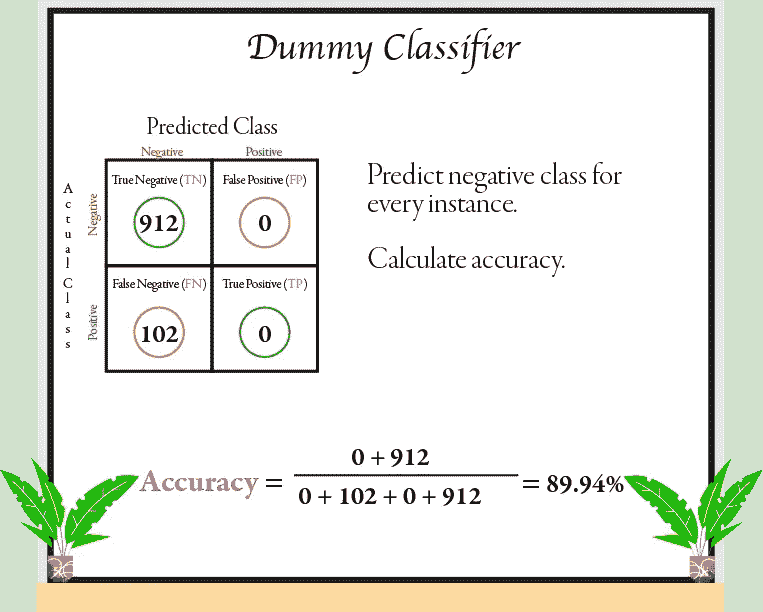 Dummy Classifier
Predicted Class
Negative Positive
Actual Class
Negative
True Negative (TN) False Positive (FP)
912 0
Positive
False Negative (FN) True Positive (TP)
102 0
Predict negative class for
every instance.
Calculate accuracy.
0 + 912
Accuracy = = 89.94%
0 + 102 + 0 + 912